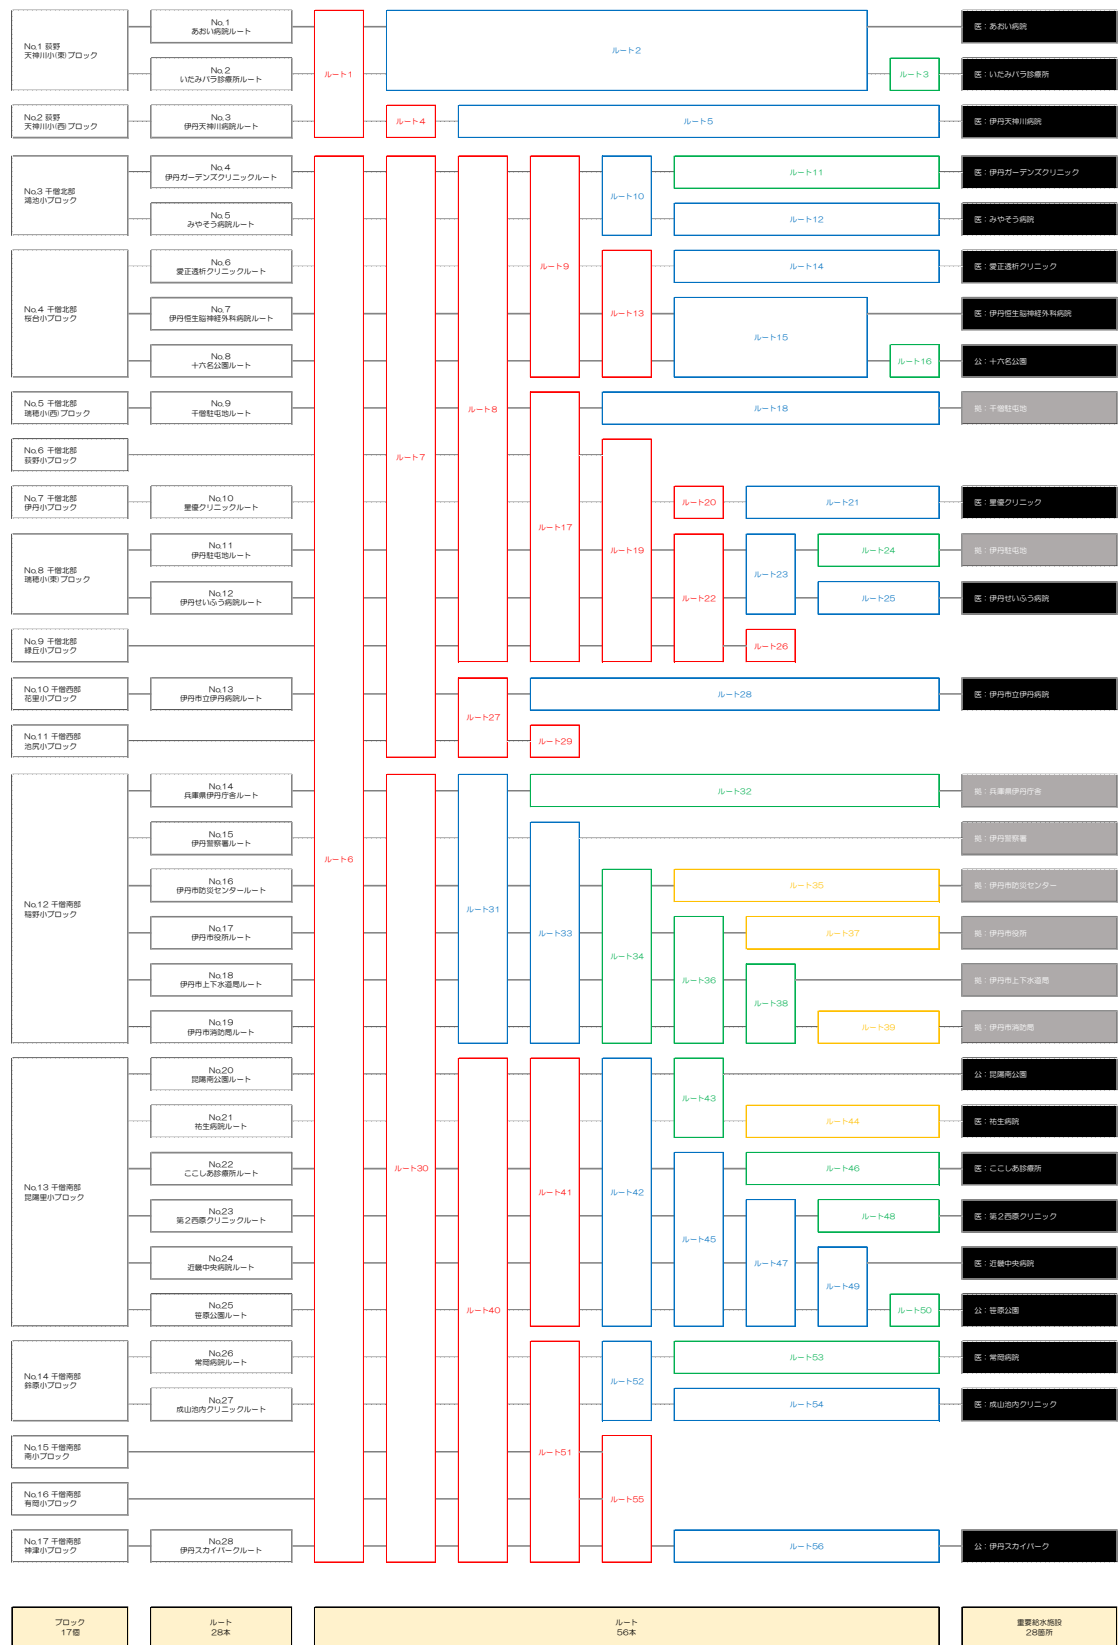 No.1 荻野
天神川小(東)ブロック
No.1
あおい病院ルート
ルート1
ルート2
医：あおい病院
No.2
いたみバラ診療所ルート
ルート3
医：いたみバラ診療所
No.2 荻野
天神川小(西)ブロック
No.3
伊丹天神川病院ルート
ルート4
ルート5
医：伊丹天神川病院
No.3 千僧北部
鴻池小ブロック
No.4
伊丹ガーデンズクリニックルート
ルート6
ルート7
ルート8
ルート9
ルート10
ルート11
医：伊丹ガーデンズクリニック
No.5
みやそう病院ルート
ルート12
医：みやそう病院
No.4 千僧北部
桜台小ブロック
No.6
愛正透析クリニックルート
ルート13
ルート14
医：愛正透析クリニック
No.7
伊丹恒生脳神経外科病院ルート
ルート15
医：伊丹恒生脳神経外科病院
No.8
十六名公園ルート
ルート16
公：十六名公園
No.5 千僧北部
瑞穂小(西)ブロック
No.9
千僧駐屯地ルート
ルート17
ルート18
拠：千僧駐屯地
No.6 千僧北部
荻野小ブロック
ルート19
No.7 千僧北部
伊丹小ブロック
No.10
星優クリニックルート
ルート20
ルート21
医：星優クリニック
No.8 千僧北部
瑞穂小(東)ブロック
No.11
伊丹駐屯地ルート
ルート22
ルート23
ルート24
拠：伊丹駐屯地
No.12
伊丹せいふう病院ルート
ルート25
医：伊丹せいふう病院
No.9 千僧北部
緑丘小ブロック
ルート26
No.10 千僧西部
花里小ブロック
No.13
伊丹市立伊丹病院ルート
ルート27
ルート28
医：伊丹市立伊丹病院
No.11 千僧西部
池尻小ブロック
ルート29
No.12 千僧南部
稲野小ブロック
No.14
兵庫県伊丹庁舎ルート
ルート30
ルート31
ルート32
拠：兵庫県伊丹庁舎
No.15
伊丹警察署ルート
ルート33
拠：伊丹警察署
No.16
伊丹市防災センタールート
ルート34
ルート35
拠：伊丹市防災センター
No.17
伊丹市役所ルート
ルート36
ルート37
拠：伊丹市役所
No.18
伊丹市上下水道局ルート
ルート38
拠：伊丹市上下水道局
No.19
伊丹市消防局ルート
ルート39
拠：伊丹市消防局
No.13 千僧南部
昆陽里小ブロック
No.20
昆陽南公園ルート
ルート40
ルート41
ルート42
ルート43
公：昆陽南公園
No.21
祐生病院ルート
ルート44
医：祐生病院
No.22
ここしあ診療所ルート
ルート45
ルート46
医：ここしあ診療所
No.23
第２西原クリニックルート
ルート47
ルート48
医：第２西原クリニック
No.24
近畿中央病院ルート
ルート49
医：近畿中央病院
No.25
笹原公園ルート
ルート50
公：笹原公園
No.14 千僧南部
鈴原小ブロック
No.26
常岡病院ルート
ルート51
ルート52
ルート53
医：常岡病院
No.27
成山池内クリニックルート
ルート54
医：成山池内クリニック
No.15 千僧南部
南小ブロック
ルート55
No.16 千僧南部
有岡小ブロック
No.17 千僧南部
神津小ブロック
No.28
伊丹スカイパークルート
ルート56
公：伊丹スカイパーク
ブロック
17個
ルート
28本
ルート
56本
重要給水施設
28箇所